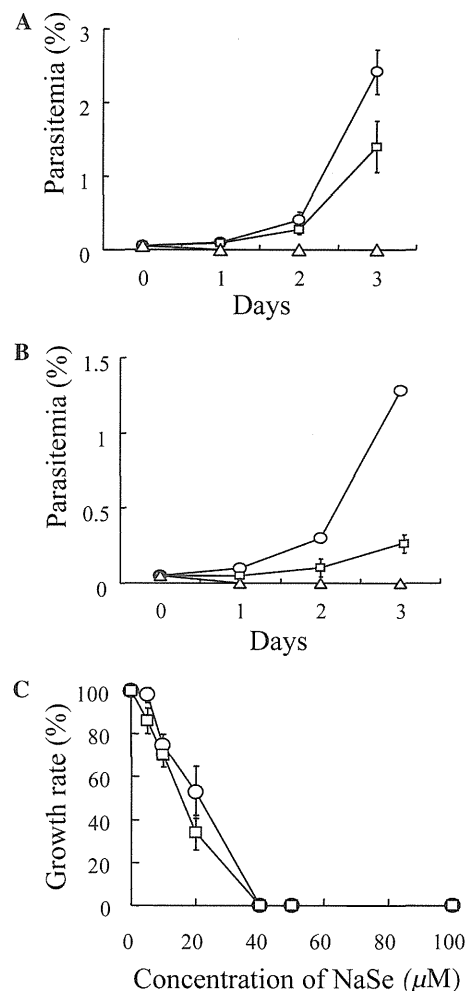 A
Parasitemia (%)
3
2
1
0
0 1 2 3
Days
B
Parasitemia (%)
1.5
1
0.5
0
0 1 2 3
Days
C
Growth rate (%)
100
80
60
40
20
0
0 20 40 60 80 100
Concentration of NaSe (μM)